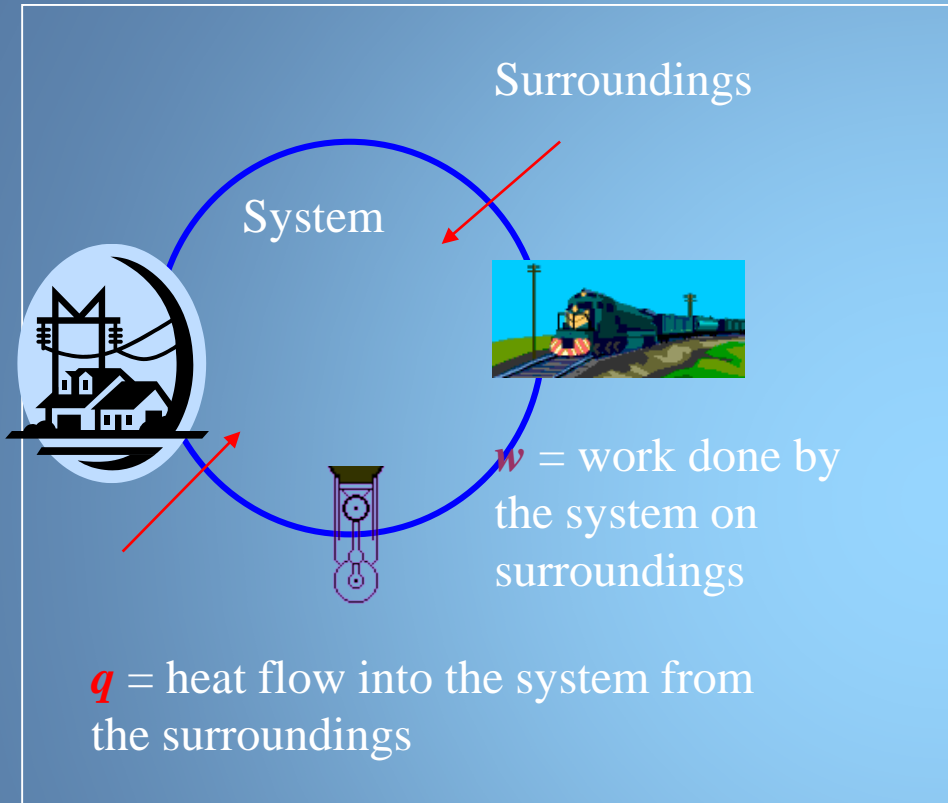 Surroundings
System
w = work done by
the system on
surroundings
q = heat flow into the system from
the surroundings